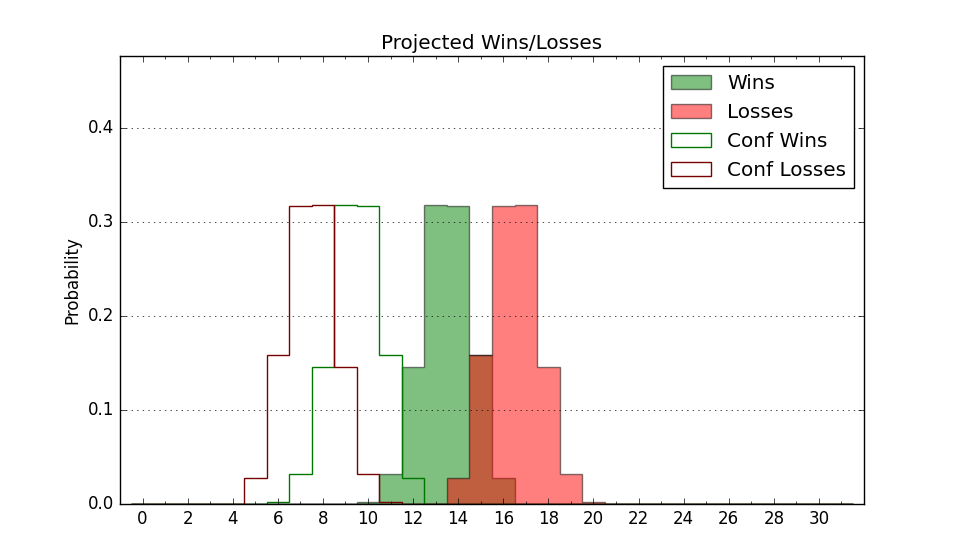 Projected Wins/Losses
Wins
Losses
Conf Wins
Conf Losses
Probability
0.4
0.3
0.2
0.1
0.0
0 2 4 6 8 10 12 14 16 18 20 22 24 26 28 30